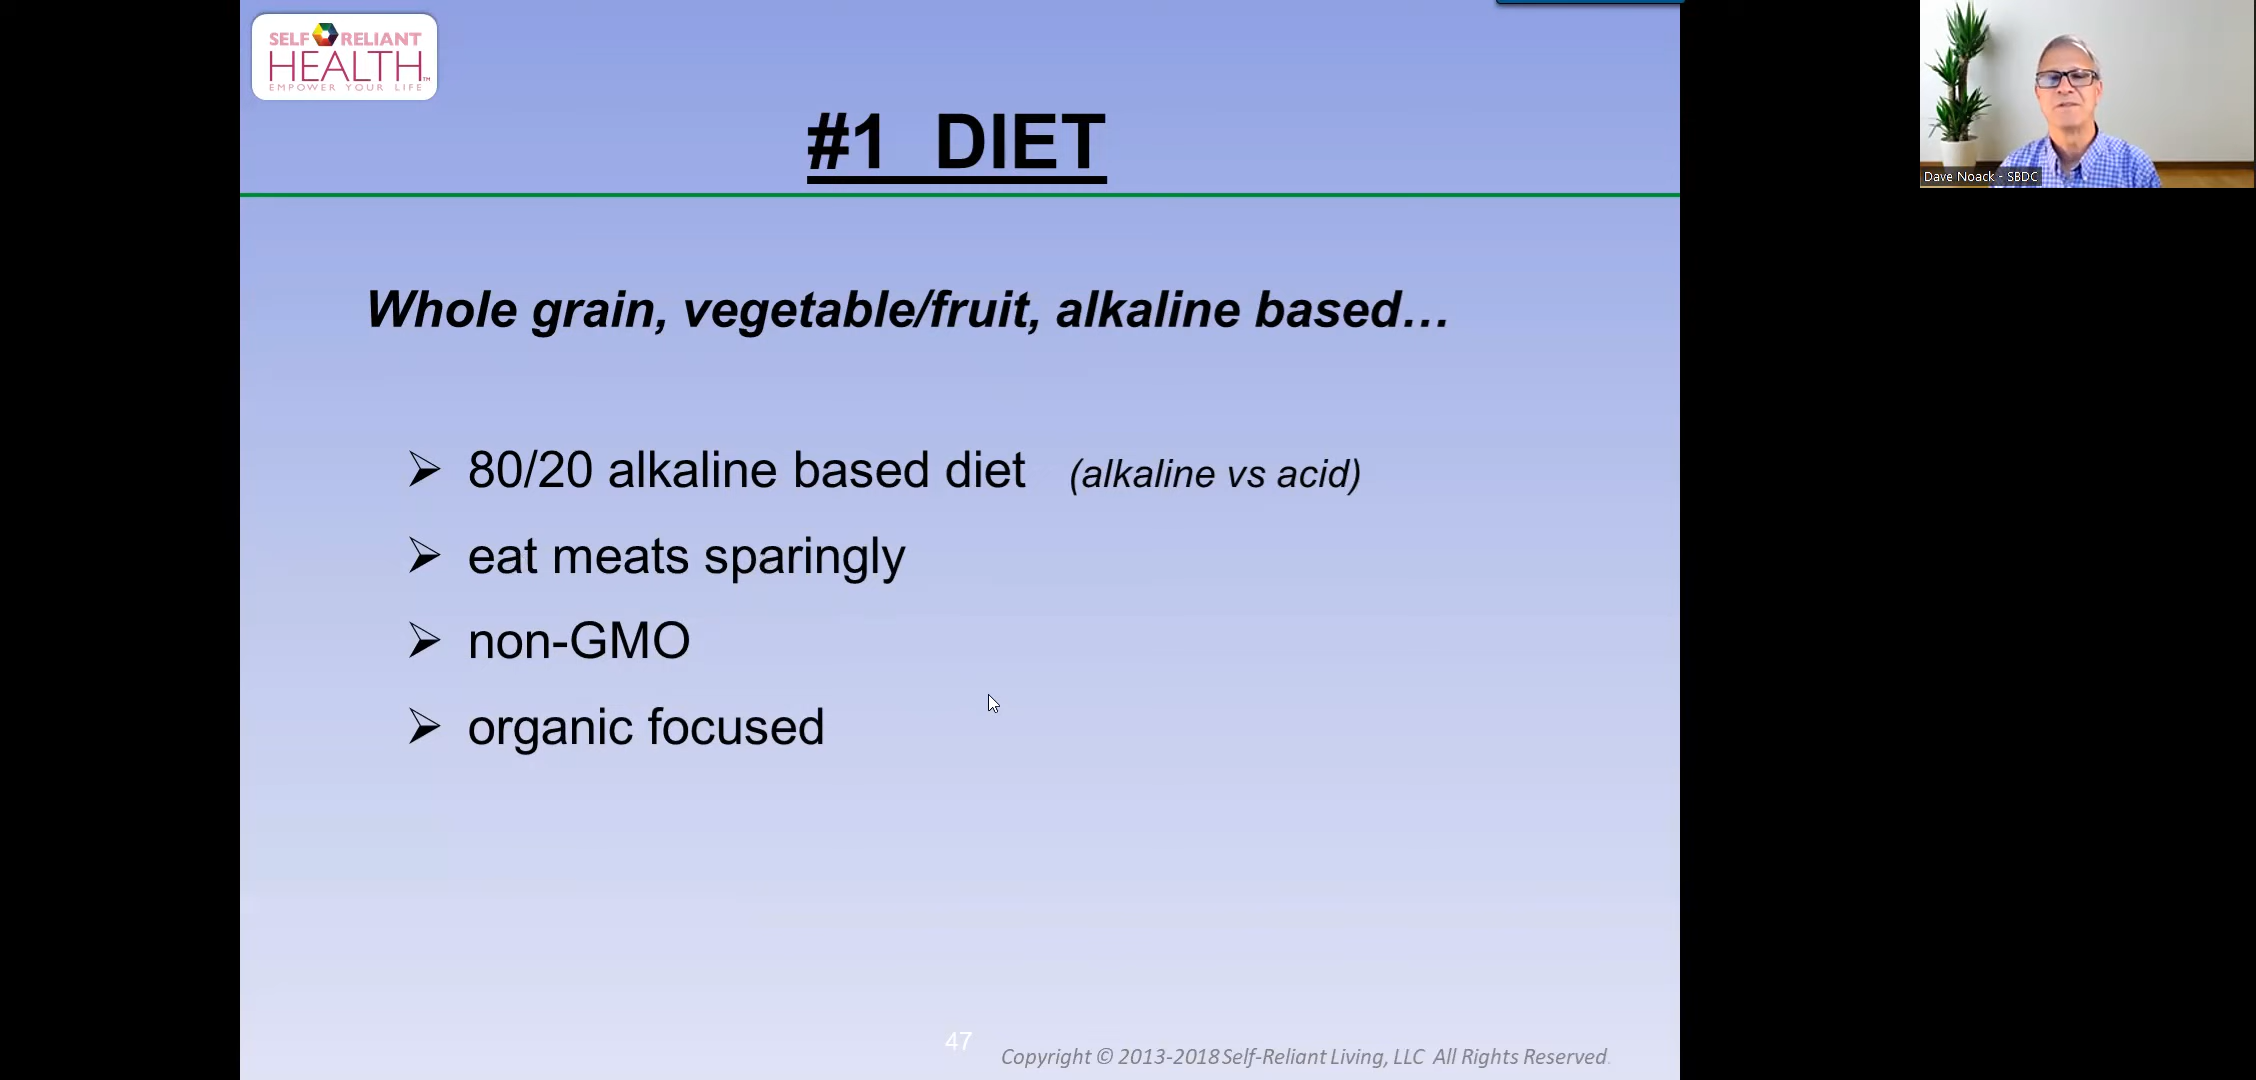 SELF RELIANT
HEALTH™
EMPOWER YOUR LIFE
#1 DIET
Whole grain, vegetable/fruit, alkaline based…
80/20 alkaline based diet (alkaline vs acid)
eat meats sparingly
non-GMO
organic focused
47
Copyright © 2013-2018 Self-Reliant Living, LLC All Rights Reserved.
Dave Noack - SBDC